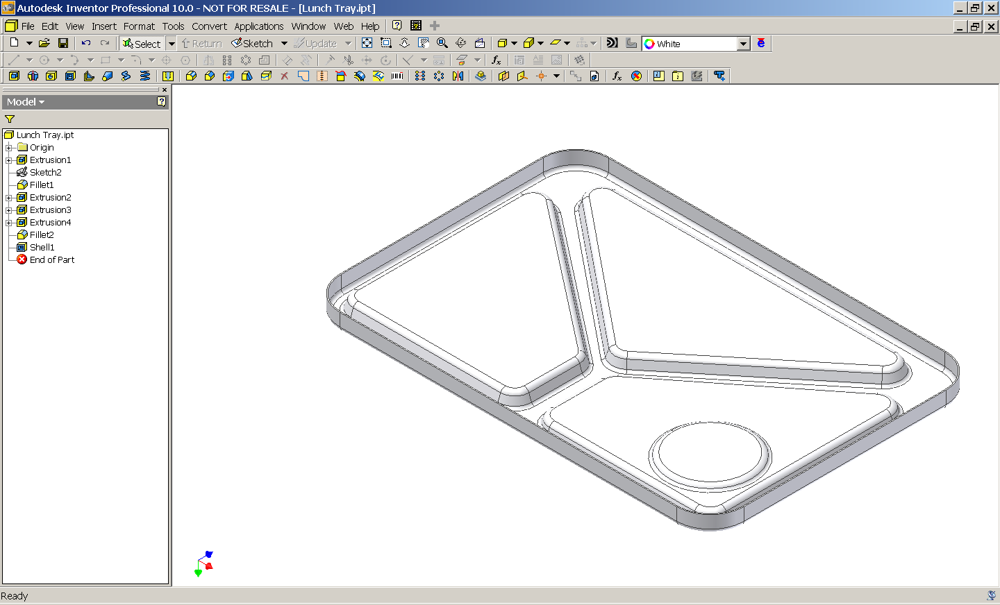 Autodesk Inventor Professional 10.0 - NOT FOR RESALE - [Lunch Tray.ipt]
File Edit View Insert Format Tools Convert Applications Window Web Help
Select Return Sketch Update White
Model
Lunch Tray.ipt
Origin
Extrusion1
Sketch2
Fillet1
Extrusion2
Extrusion3
Extrusion4
Fillet2
Shell1
End of Part
Ready